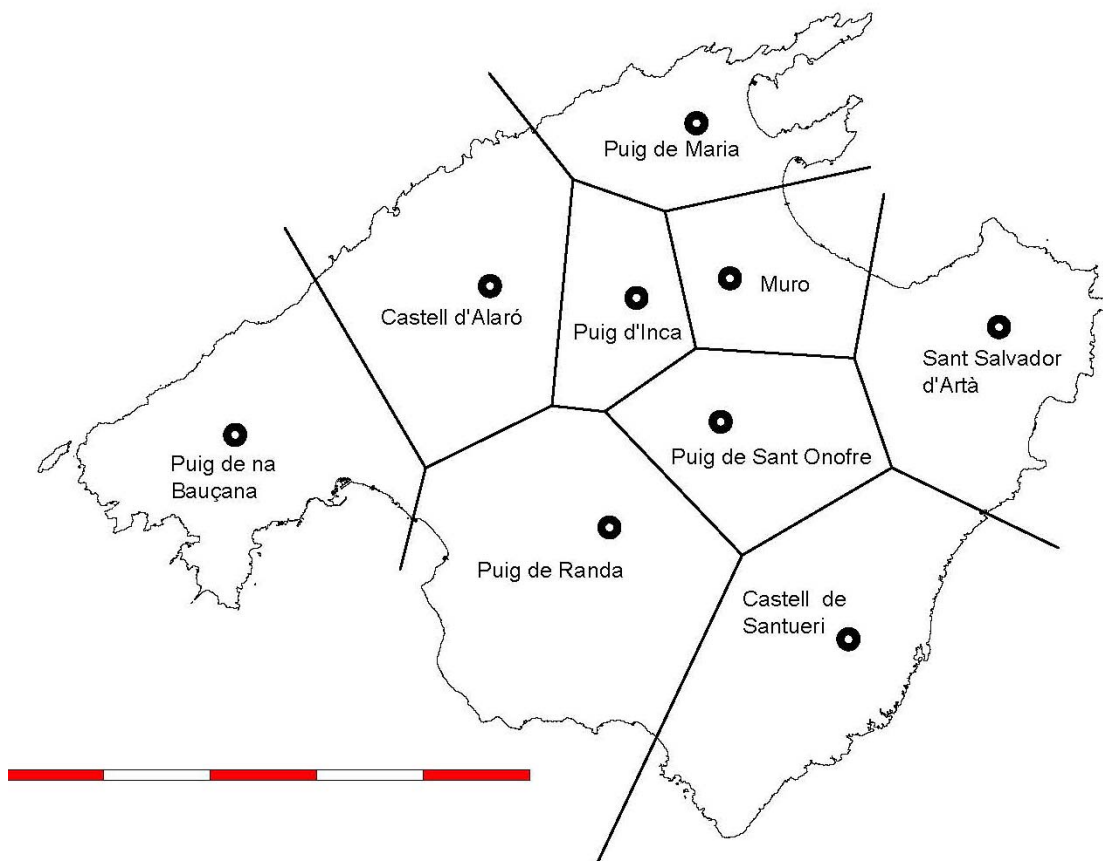 Puig de Maria
Castell d'Alaró
Puig d'Inca
Muro
Sant Salvador
d'Artà
Puig de na
Bauçana
Puig de Sant Onofre
Puig de Randa
Castell de
Santueri